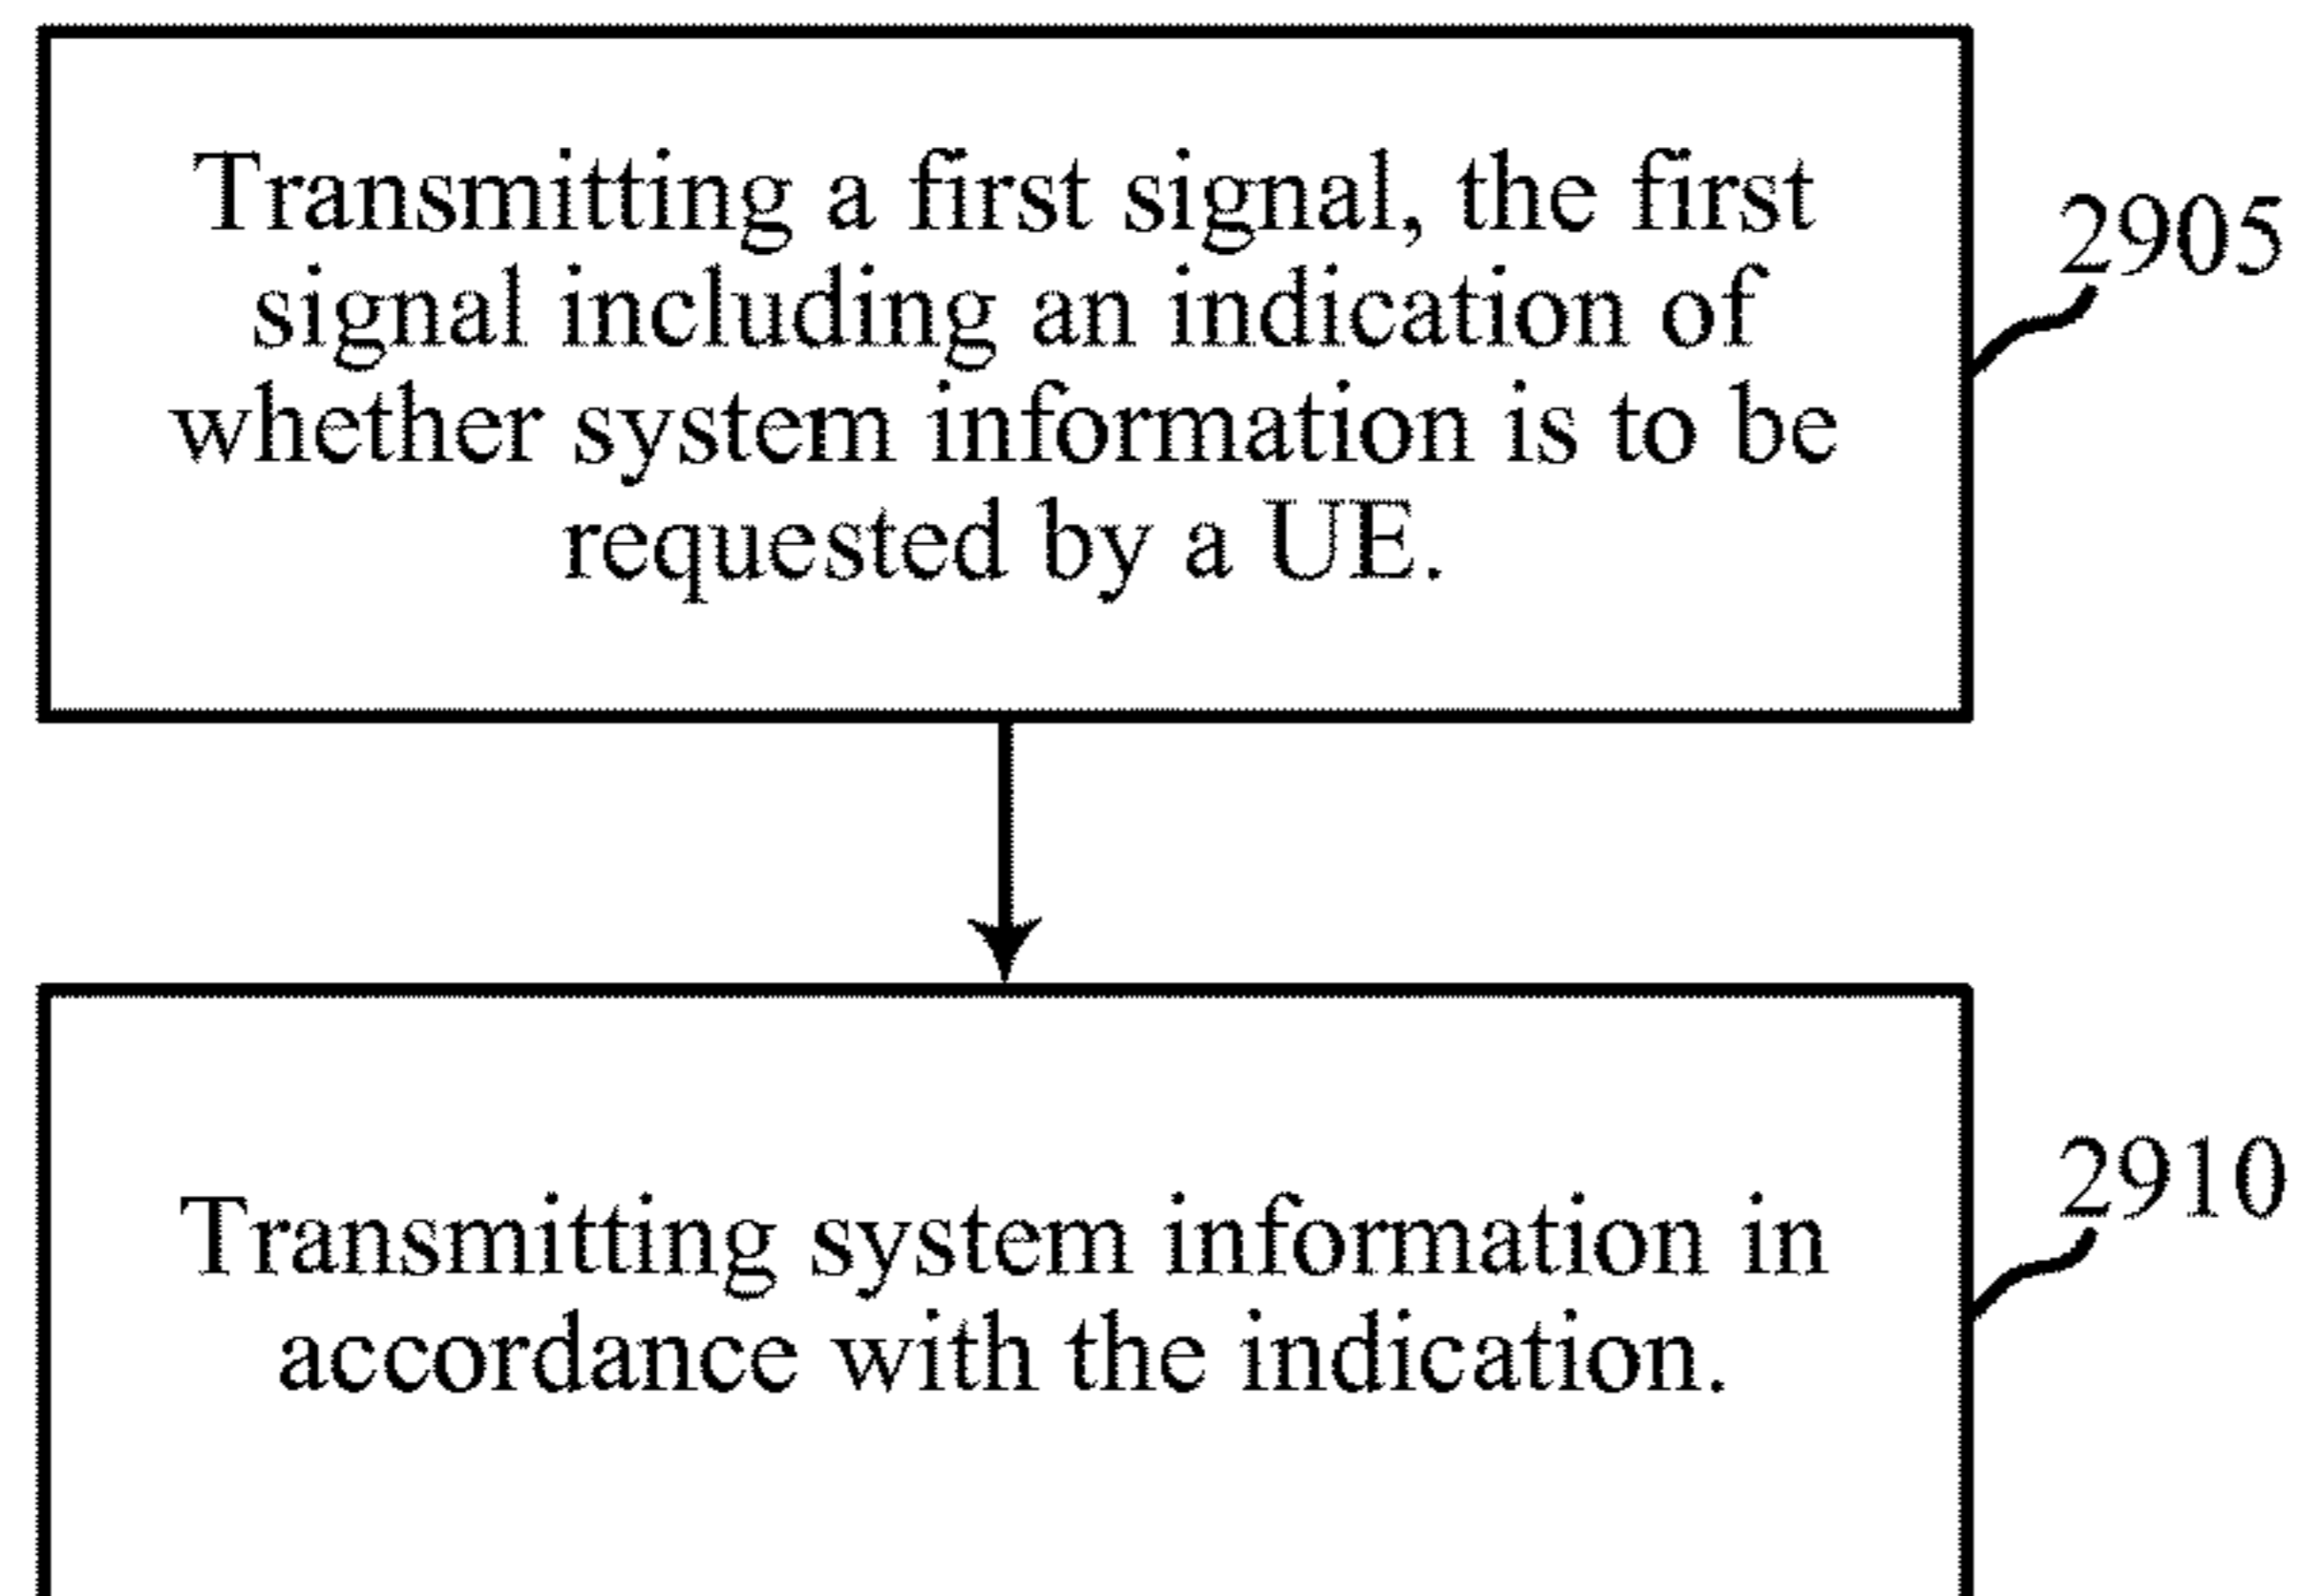 Transmitting a first signal, the first
signal including an indication of
whether system information is to be
requested by a UE.
2905
Transmitting system information in
accordance with the indication.
2910